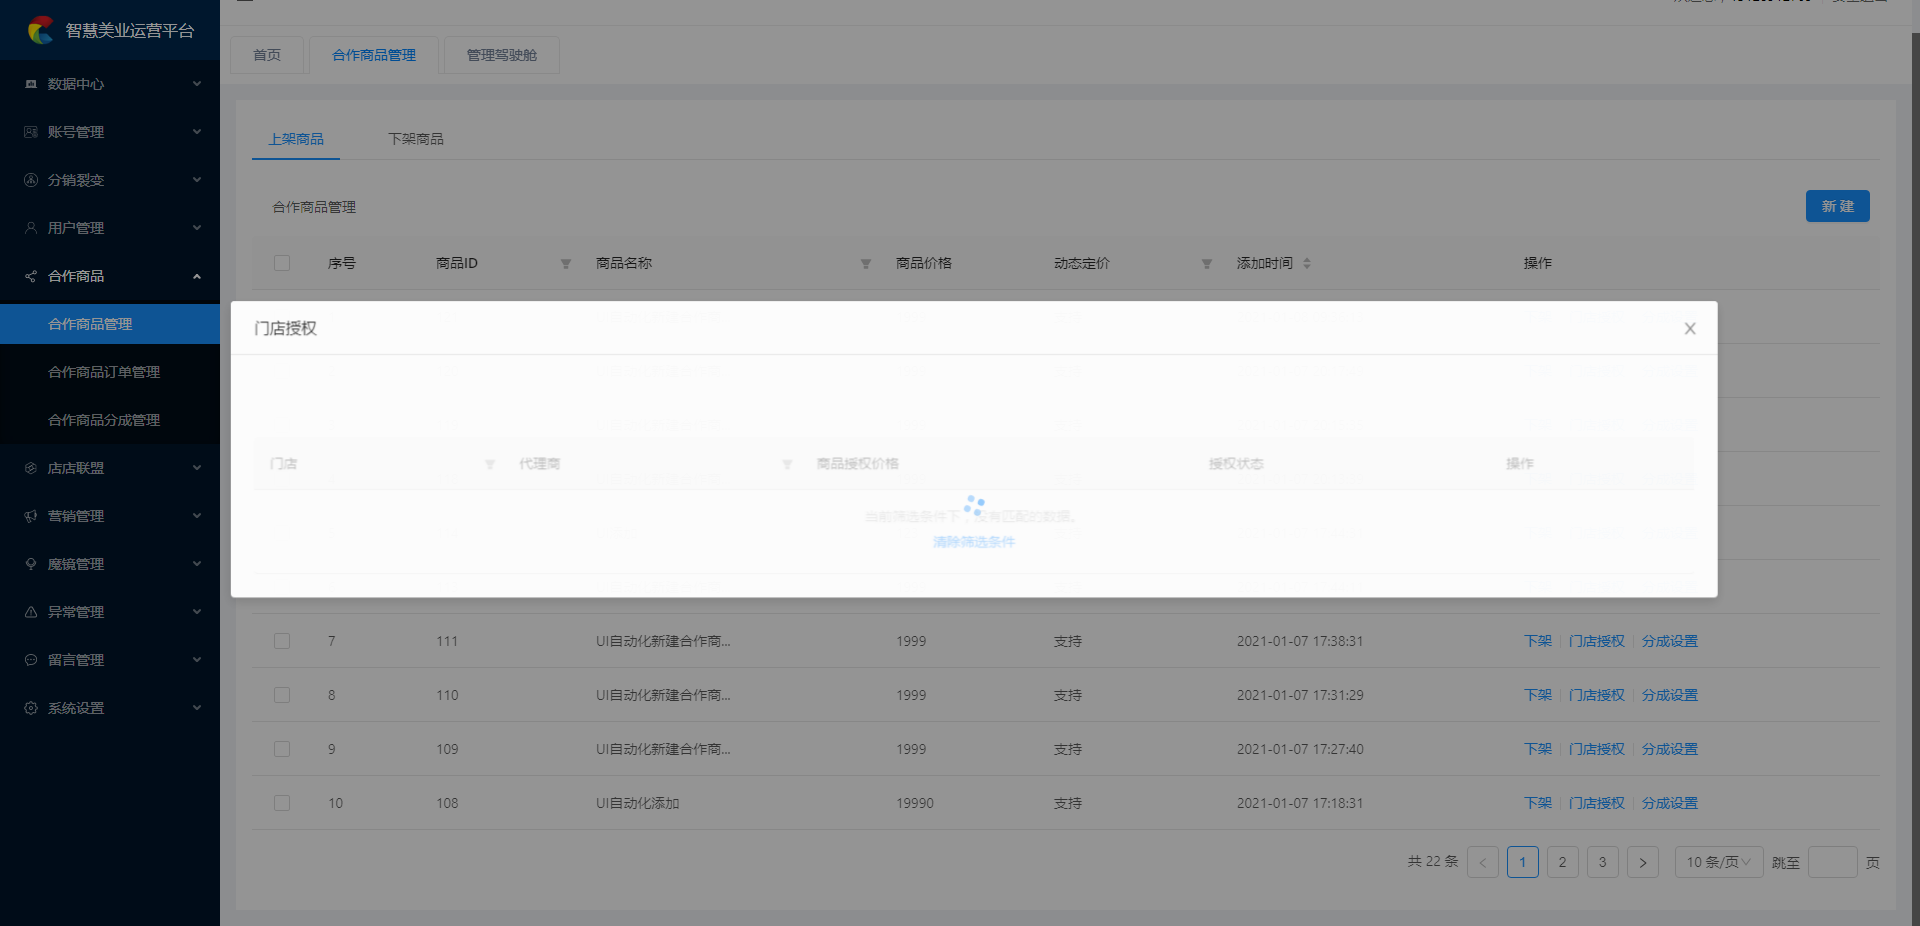 智慧美业运营平台
数据中心
账号管理
分销裂变
用户管理
合作商品
合作商品管理
合作商品订单管理
合作商品分成管理
店店联盟
营销管理
魔镜管理
异常管理
留言管理
系统设置
首页 合作商品管理 管理驾驶舱
上架商品 下架商品
合作商品管理 新 建
序号 商品ID 商品名称 商品价格 动态定价 添加时间 操作
门店授权
门店 代理商 商品授权价格 授权状态 操作
当前筛选条件下，没有匹配的数据。
清除筛选条件
7 111 UI自动化新建合作商... 1999 支持 2021-01-07 17:38:31 下架 门店授权 分成设置
8 110 UI自动化新建合作商... 1999 支持 2021-01-07 17:31:29 下架 门店授权 分成设置
9 109 UI自动化新建合作商... 1999 支持 2021-01-07 17:27:40 下架 门店授权 分成设置
10 108 UI自动化添加 19990 支持 2021-01-07 17:18:31 下架 门店授权 分成设置
共 22 条 < 1 2 3 > 10 条/页 跳至 页